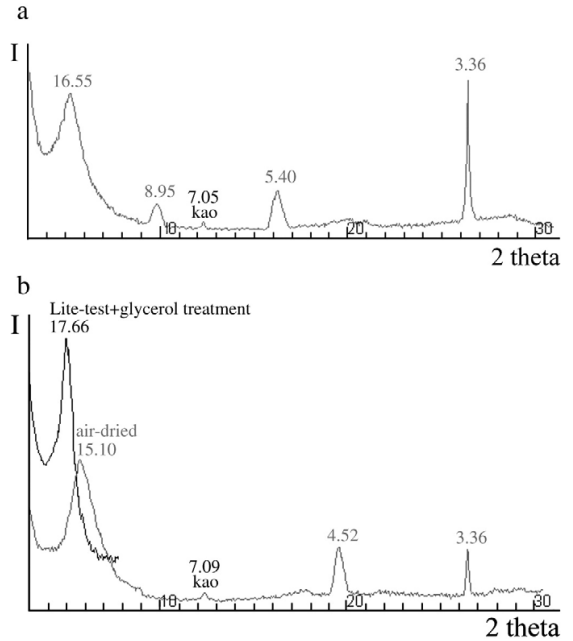 a
I
16.55
3.36
8.95
7.05
kao
5.40
10
20
30
2 theta
b
Lite-test+glycerol treatment
I
17.66
air-dried
15.10
7.09
kao
4.52
3.36
10
20
30
2 theta